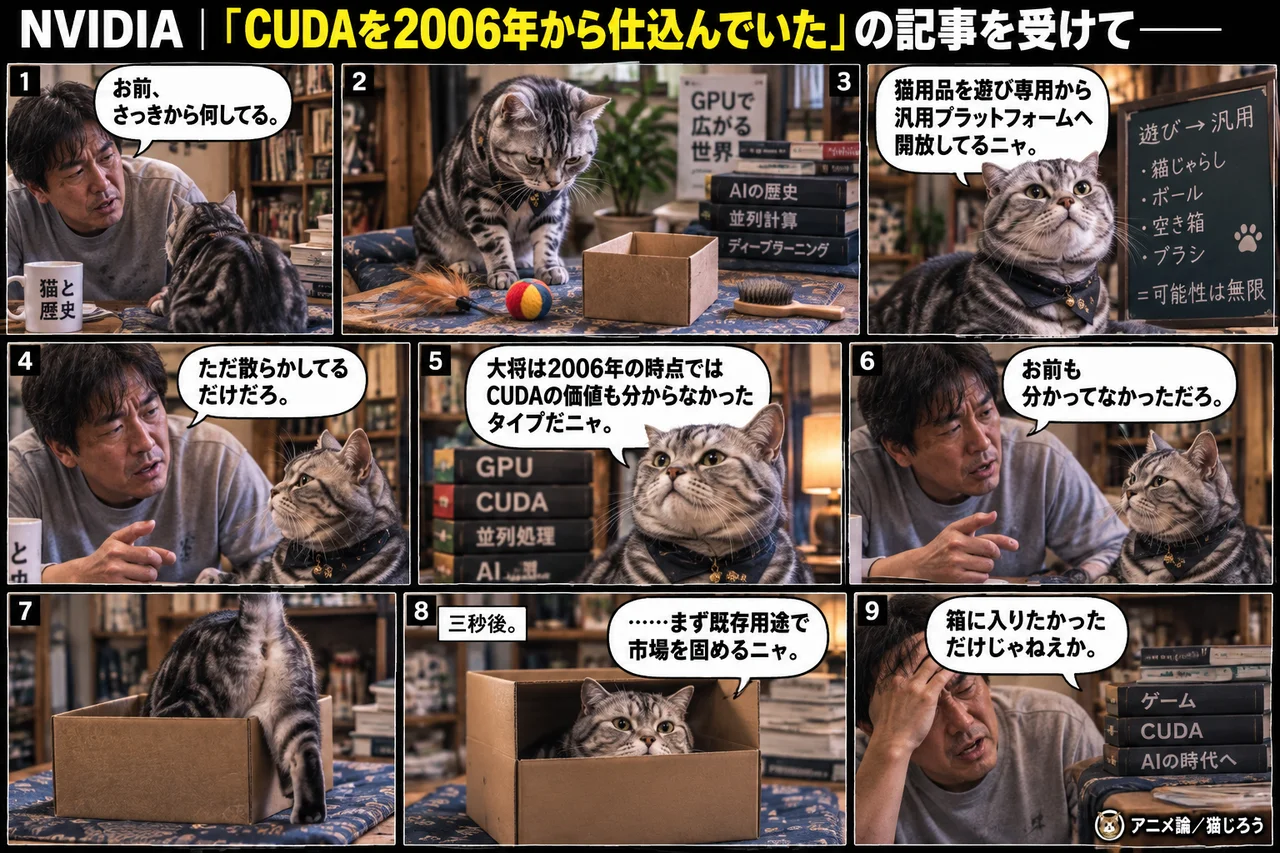 NVIDIA｜「CUDAを2006年から仕込んでいた」の記事を受けて——
1
お前、
さっきから何してる。
猫と
歴史
2
GPUで
広がる
世界
AIの歴史
並列計算
ディープラーニング
3
猫用品を遊び専用から
汎用プラットフォームへ
開放してるニャ。
遊び→汎用
・猫じゃらし
・ボール
・空き箱
・ブラシ
＝可能性は無限
4
ただ散らかしてる
だけだろ。
と
史
5
大将は2006年の時点では
CUDAの価値も分からなかった
タイプだニャ。
GPU
CUDA
並列処理
AI
6
お前も
分かってなかっただろ。
7
8
三秒後。
……まず既存用途で
市場を固めるニャ。
9
箱に入りたかった
だけじゃねえか。
ゲーム
CUDA
AIの時代へ
アニメ論／猫じろう